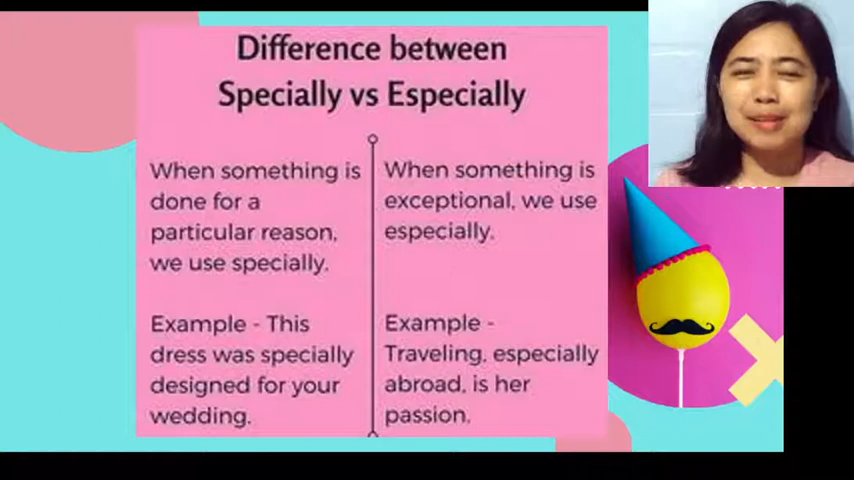 Difference between
Specially vs Especially
When something is
done for a
particular reason,
we use specially.
Example - This
dress was specially
designed for your
wedding.
When something is
exceptional, we use
especially.
Example -
Traveling, especially
abroad, is her
passion.